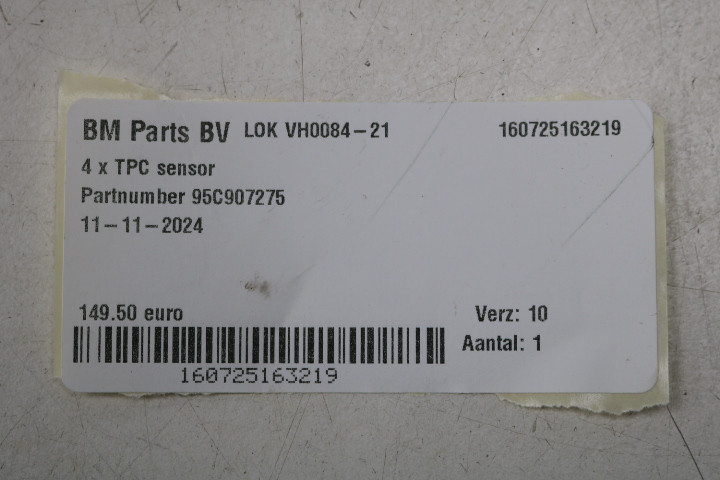 BM Parts BV LOK VH0084-21 160725163219
4 x TPC sensor
Partnumber 95C907275
11-11-2024
149.50 euro Verz: 10
Aantal: 1
160725163219